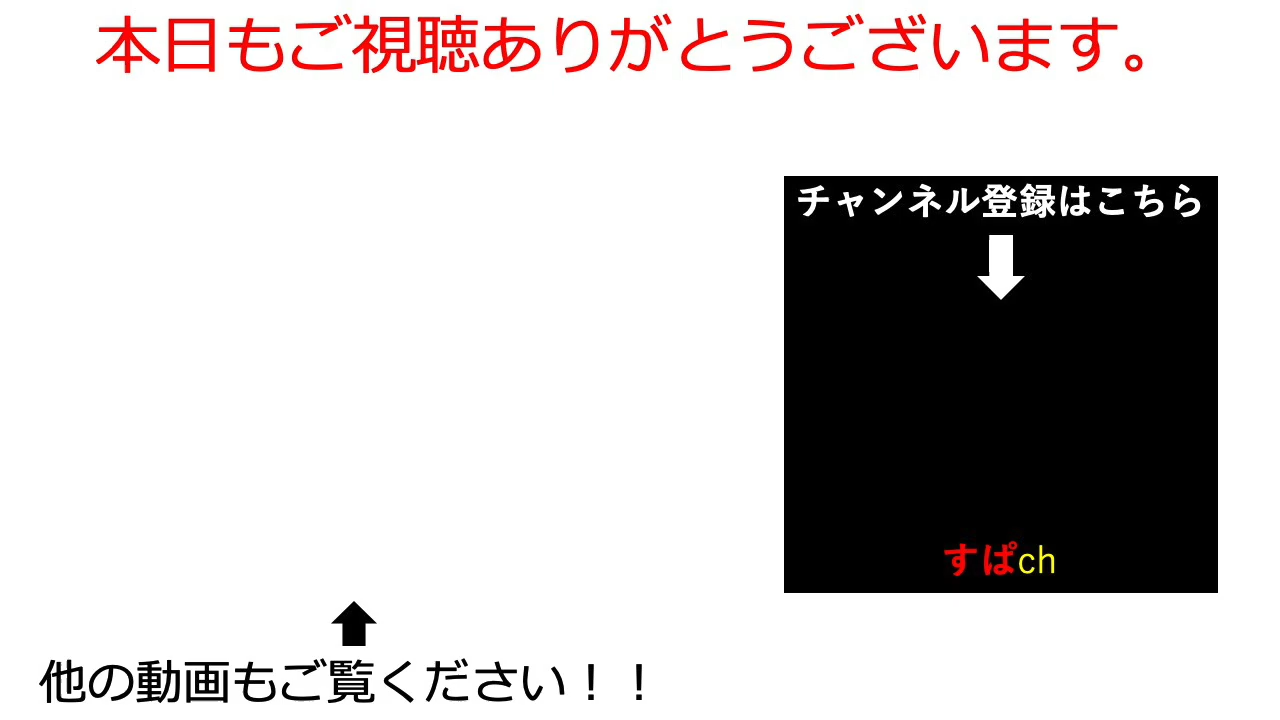 本日もご視聴ありがとうございます。
チャンネル登録はこちら
すぱch
他の動画もご覧ください！！